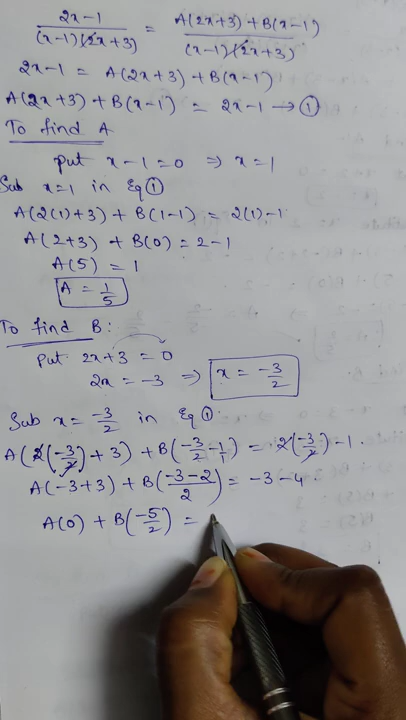 2x-1/(x-1)(2x+3) = A(2x+3)+B(x-1)/(x-1)(2x+3)
2x-1 = A(2x+3)+B(x-1)
A(2x+3)+B(x-1) = 2x-1 → ①
To find A
put x-1=0 ⇒ x=1
Sub x=1 in Eq ①
A(2(1)+3) + B(1-1) = 2(1)-1
A(2+3) + B(0) = 2-1
A(5) = 1
A = 1/5
To find B:
Put 2x+3 = 0
2x = -3 ⇒ x = -3/2
Sub x = -3/2 in Eq ①.
A(2(-3/2)+3) + B(-3/2 - 1/1) = 2(-3/2) - 1.
A(-3+3) + B(-3-2/2) = -3-4
A(0) + B(-5/2) =